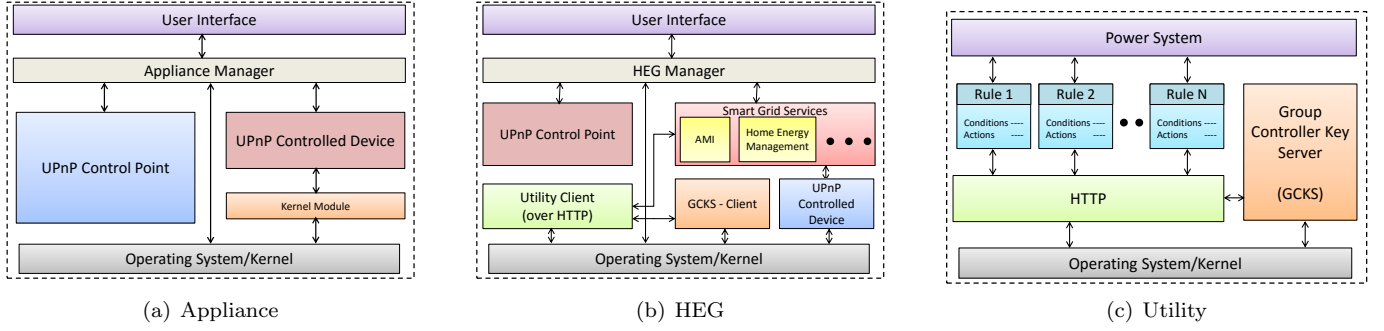 User Interface
Appliance Manager
UPnP Control Point
UPnP Controlled Device
Kernel Module
Operating System/Kernel
(a) Appliance
User Interface
HEG Manager
UPnP Control Point
Smart Grid Services
AMI
Home Energy
Management
Utility Client
(over HTTP)
GCKS - Client
UPnP
Controlled
Device
Operating System/Kernel
(b) HEG
Power System
Rule 1
Conditions ----
Actions ----
Rule 2
Conditions ----
Actions ----
Rule N
Conditions ----
Actions ----
Group
Controller Key
Server
(GCKS)
HTTP
Operating System/Kernel
(c) Utility